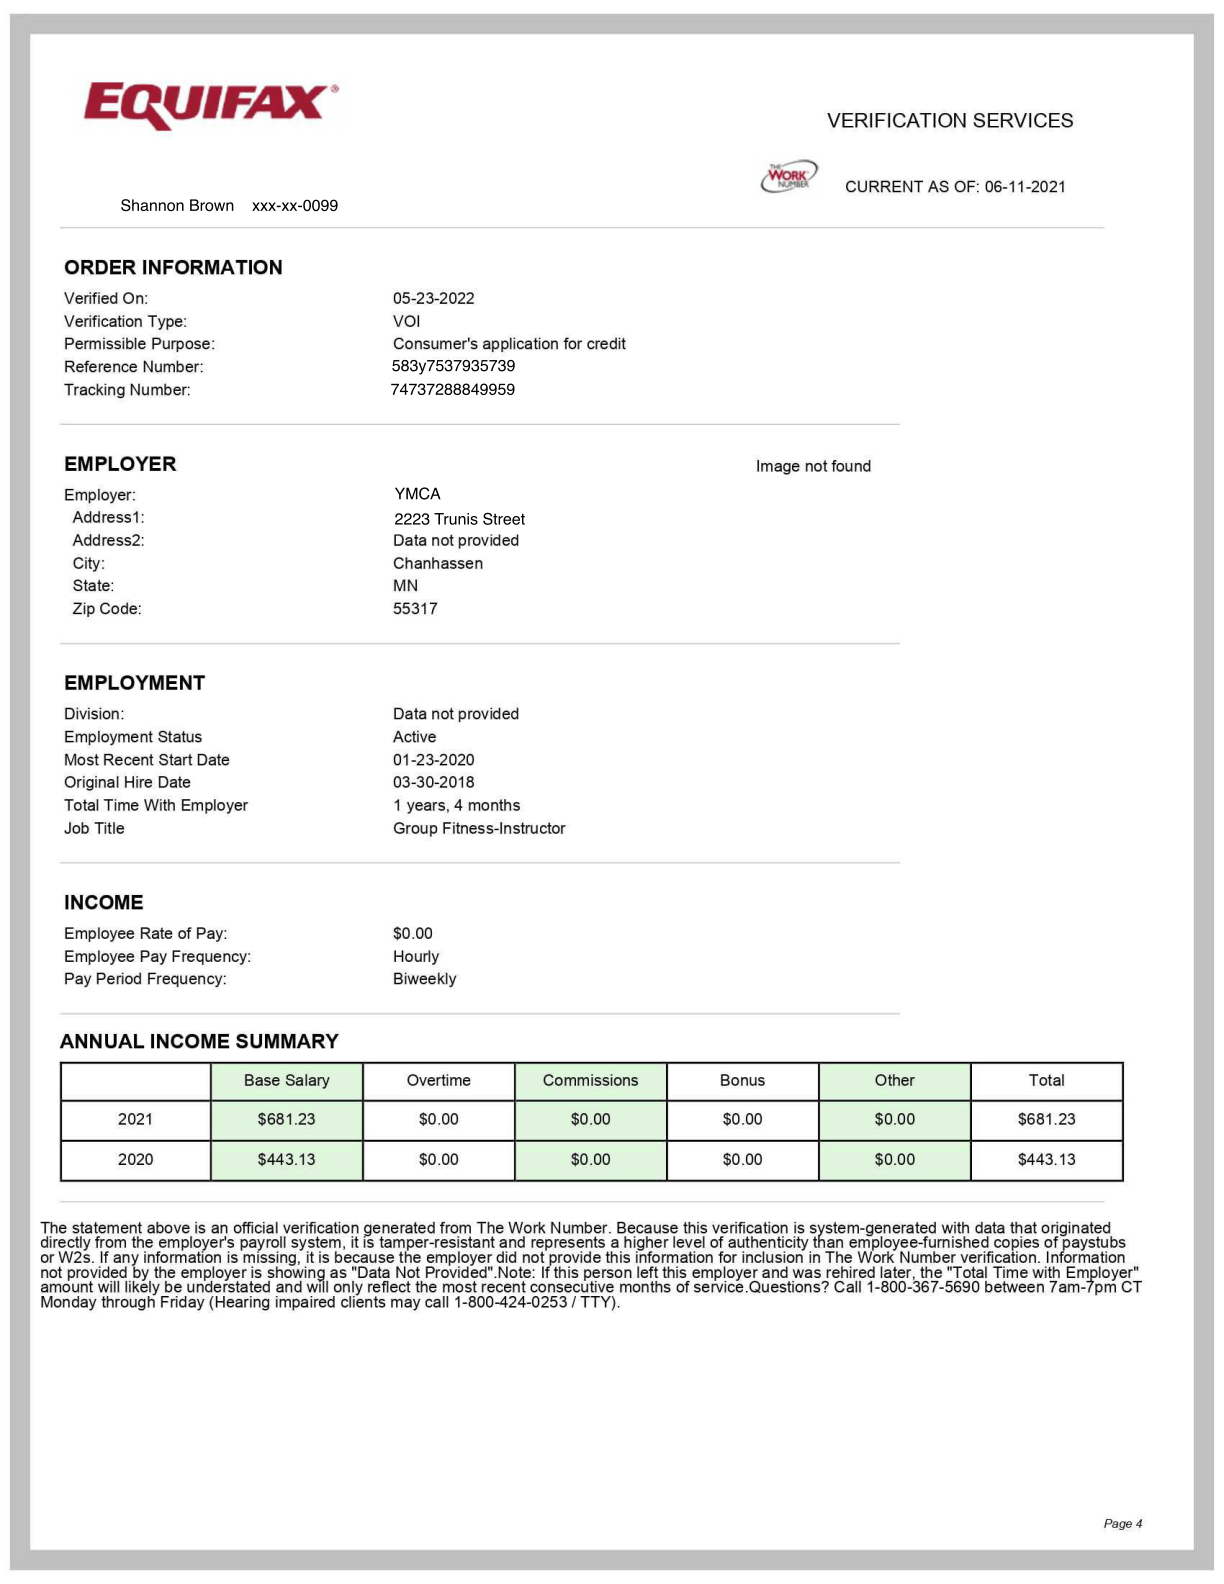 EQUIFAX®
VERIFICATION SERVICES
THE WORK NUMBER
CURRENT AS OF: 06-11-2021
Shannon Brown xxx-xx-0099
ORDER INFORMATION
Verified On: 05-23-2022
Verification Type: VOI
Permissible Purpose: Consumer's application for credit
Reference Number: 583y7537935739
Tracking Number: 74737288849959
EMPLOYER Image not found
Employer: YMCA
Address1: 2223 Trunis Street
Address2: Data not provided
City: Chanhassen
State: MN
Zip Code: 55317
EMPLOYMENT
Division: Data not provided
Employment Status Active
Most Recent Start Date 01-23-2020
Original Hire Date 03-30-2018
Total Time With Employer 1 years, 4 months
Job Title Group Fitness-Instructor
INCOME
Employee Rate of Pay: $0.00
Employee Pay Frequency: Hourly
Pay Period Frequency: Biweekly
ANNUAL INCOME SUMMARY
Base Salary Overtime Commissions Bonus Other Total
2021 $681.23 $0.00 $0.00 $0.00 $0.00 $681.23
2020 $443.13 $0.00 $0.00 $0.00 $0.00 $443.13
The statement above is an official verification generated from The Work Number. Because this verification is system-generated with data that originated
directly from the employer's payroll system, it is tamper-resistant and represents a higher level of authenticity than employee-furnished copies of paystubs
or W2s. If any information is missing, it is because the employer did not provide this information for inclusion in The Work Number verification. Information
not provided by the employer is showing as "Data Not Provided".Note: If this person left this employer and was rehired later, the "Total Time with Employer"
amount will likely be understated and will only reflect the most recent consecutive months of service.Questions? Call 1-800-367-5690 between 7am-7pm CT
Monday through Friday (Hearing impaired clients may call 1-800-424-0253 / TTY).
Page 4